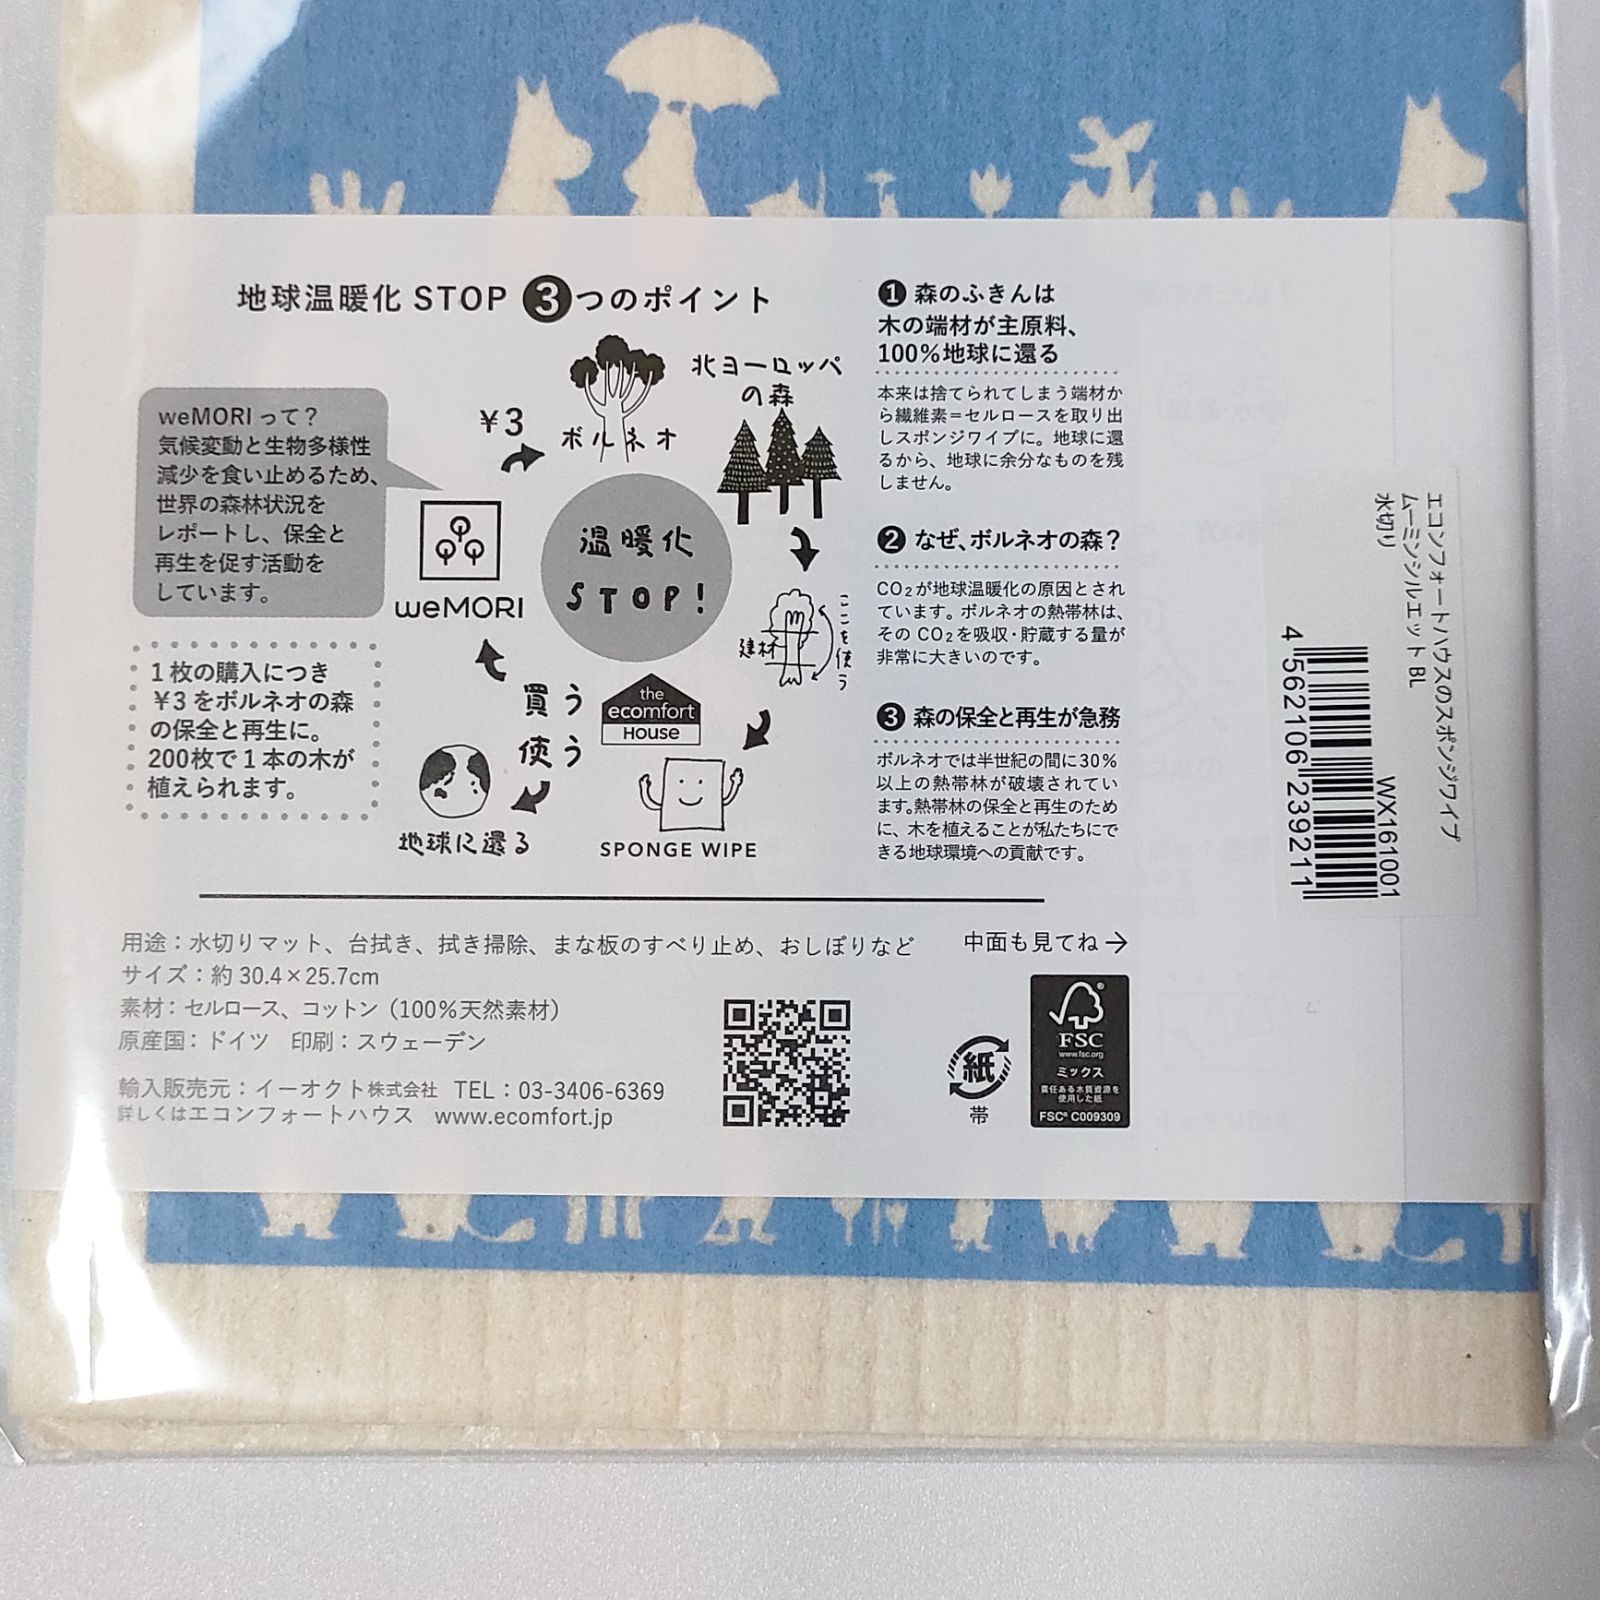 地球温暖化 STOP 3つのポイント
weMORI って?
気候変動と生物多様性
減少を食い止めるため、
世界の森林状況を
レポートし、保全と
再生を促す活動を
しています。
¥3
ボルネオ
北ヨーロッパ
の森
温暖化
STOP!
weMORI
建材
ここを使う
1枚の購入につき
¥3をボルネオの森
の保全と再生に。
200枚で1本の木が
植えられます。
買う
使う
the
ecomfort
House
地球に還る
SPONGE WIPE
1 森のふきんは
木の端材が主原料、
100%地球に還る
本来は捨てられてしまう端材か
ら繊維素=セルロースを取り出
しスポンジワイプに。地球に還
るから、地球に余分なものを残
しません。
2 なぜ、ボルネオの森?
CO₂が地球温暖化の原因とされ
ています。ボルネオの熱帯林は、
その CO₂を吸収・貯蔵する量が
非常に大きいのです。
3 森の保全と再生が急務
ボルネオでは半世紀の間に30%
以上の熱帯林が破壊されてい
ます。熱帯林の保全と再生のため
に、木を植えることが私たちにで
きる地球環境への貢献です。
用途:水切りマット、台拭き、拭き掃除、まな板のすべり止め、おしぼりなど
サイズ:約 30.4×25.7cm
素材:セルロース、コットン(100%天然素材)
原産国:ドイツ 印刷:スウェーデン
輸入販売元:イーオクト株式会社 TEL:03-3406-6369
詳しくはエコンフォートハウス www.ecomfort.jp
中面も見てね→
紙
帯
FSC
www.fsc.org
ミックス
責任ある木質資源を
使用した紙
FSC® C009309
エコンフォートハウスのスポンジワイプ
ムーミンシルエット BL
水切り
WX161001
4 562106 239211